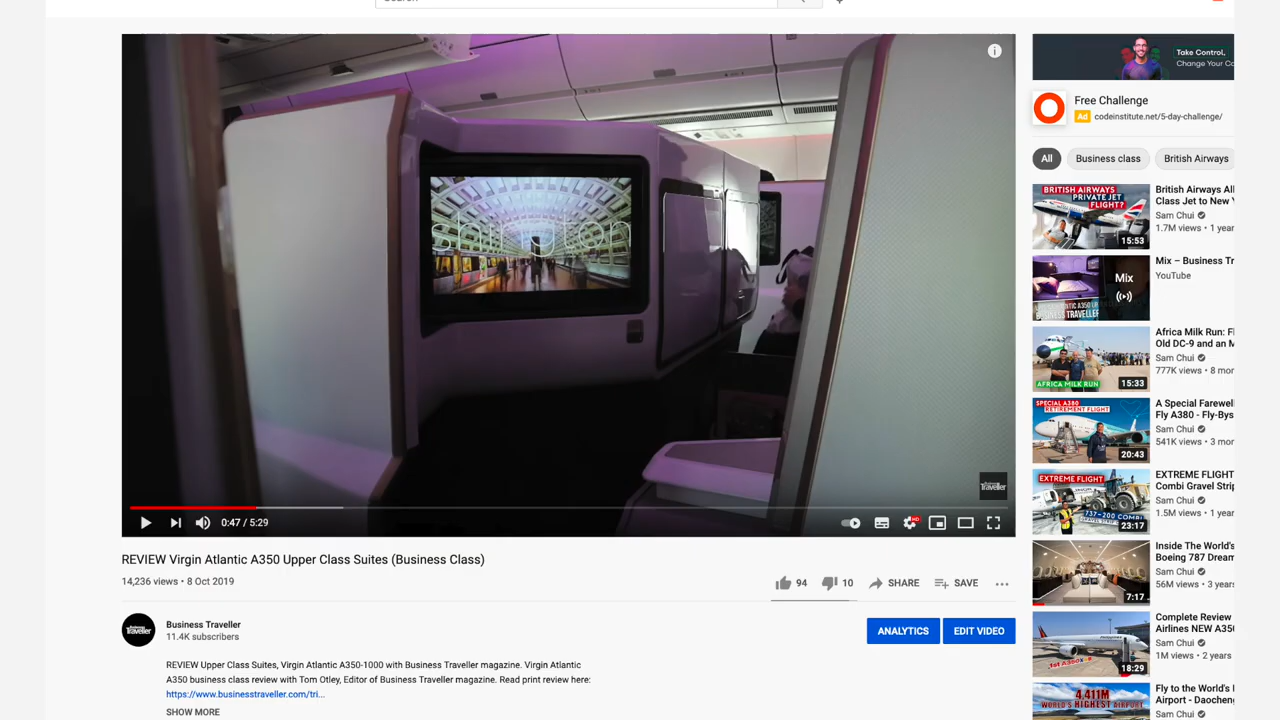 Take Control,
Change Your
Free Challenge
Ad codeinstitute.net/5-day-challenge/
All
Business class
British Airways
BRITISH AIRWAYS
PRIVATE JET
FLIGHT?
15:53
British Airways All
Class Jet to New
Sam Chui
1.7M views • 1 year
Mix
BUSINESS TRAVELLER
Mix – Business Tr
YouTube
AFRICA MILK RUN
15:33
Africa Milk Run: Fl
Old DC-9 and an M
Sam Chui
777K views • 8 mor
SPECIAL A380
RETIREMENT FLIGHT
20:43
A Special Farewell
Fly A380 - Fly-Bys
Sam Chui
541K views • 3 mor
EXTREME FLIGHT
737-200 COMBI
GRAVEL STRIP
23:17
EXTREME FLIGHT
Combi Gravel Strip
Sam Chui
1.5M views • 1 year
7:17
Inside The World's
Boeing 787 Dream
Sam Chui
56M views • 3 years
1st A350
18:29
Complete Review
Airlines NEW A350
Sam Chui
1M views • 2 years
4,411M
WORLD'S HIGHEST AIRPORT
Fly to the World's
Airport - Daocheng
Sam Chui
Traveller
0:47 / 5:29
HD
REVIEW Virgin Atlantic A350 Upper Class Suites (Business Class)
14,236 views • 8 Oct 2019
94
10
SHARE
SAVE
Business Traveller
11.4K subscribers
Traveller
ANALYTICS
EDIT VIDEO
REVIEW Upper Class Suites, Virgin Atlantic A350-1000 with Business Traveller magazine. Virgin Atlantic
A350 business class review with Tom Otley, Editor of Business Traveller magazine. Read print review here:
https://www.businesstraveller.com/tri...
SHOW MORE